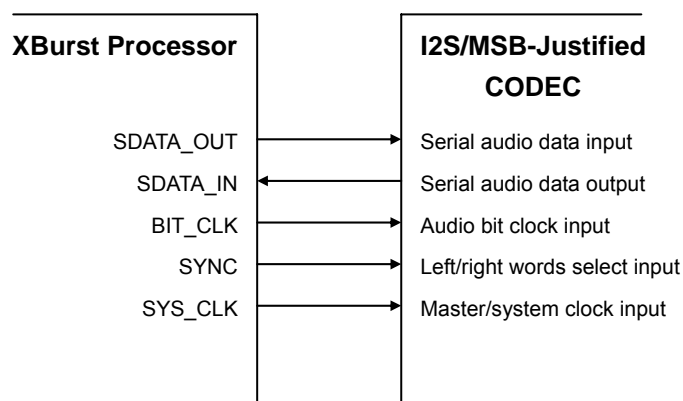 XBurst Processor
I2S/MSB-Justified
CODEC
SDATA_OUT Serial audio data input
SDATA_IN Serial audio data output
BIT_CLK Audio bit clock input
SYNC Left/right words select input
SYS_CLK Master/system clock input